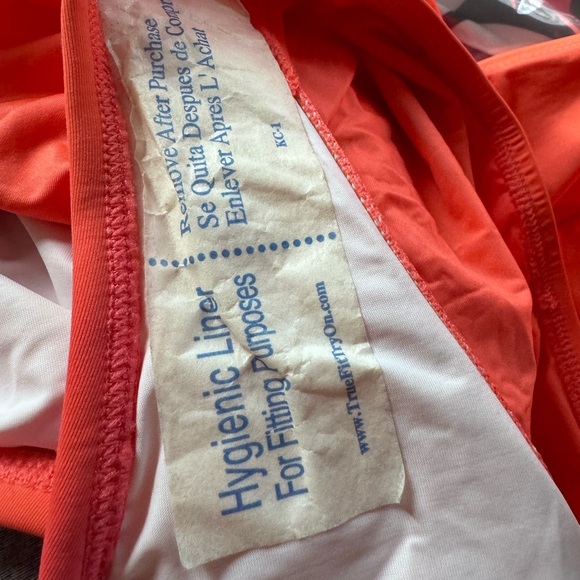 Remove After Purchase
Se Quita Despues de Compra
Enlever Apres L' Achat
KC-1
Hygienic Liner
For Fitting Purposes
www.TrueFitTryOn.com